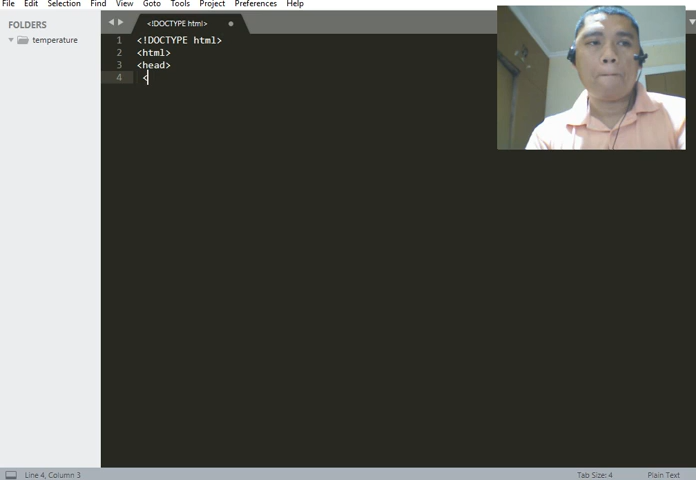 File Edit Selection Find View Goto Tools Project Preferences Help
FOLDERS
temperature
<!DOCTYPE html>
1 <!DOCTYPE html>
2 <html>
3 <head>
4 <
Line 4, Column 3
Tab Size: 4
Plain Text